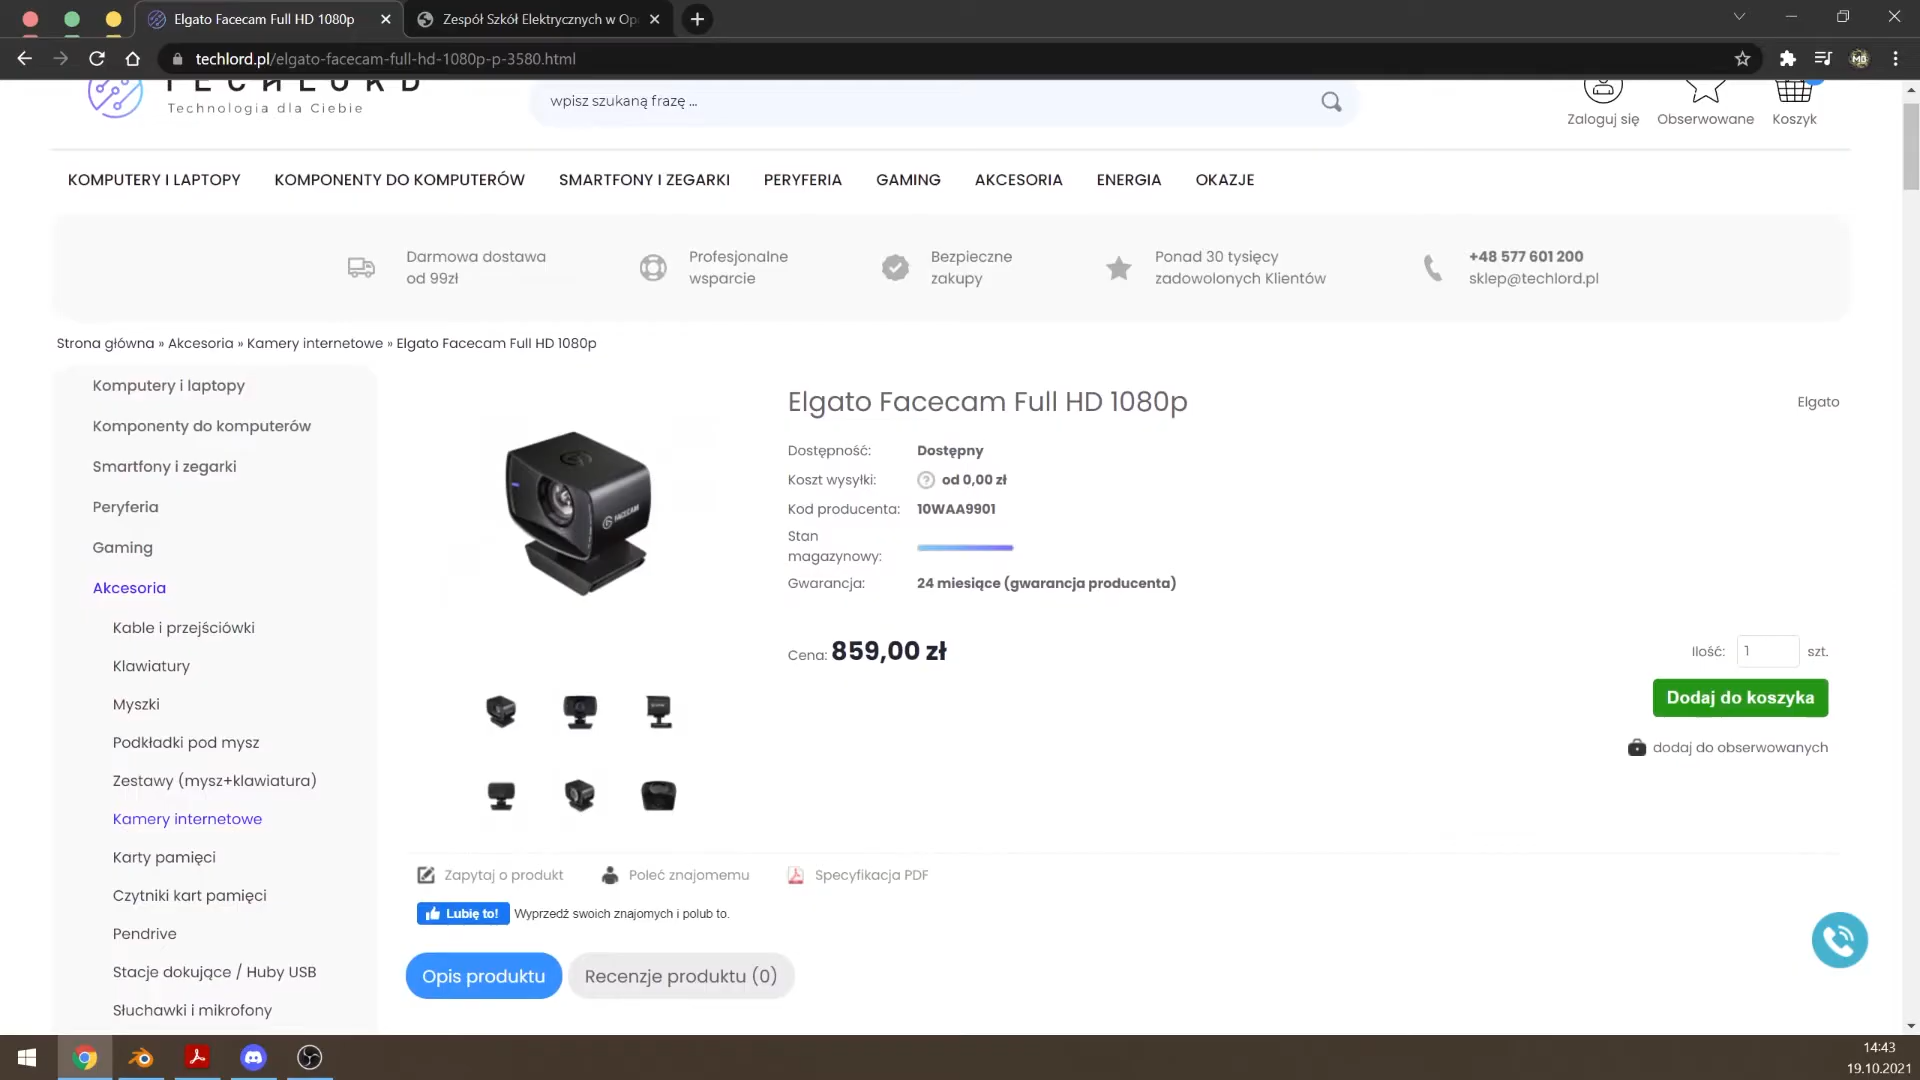 Elgato Facecam Full HD 1080p
Zespół Szkół Elektrycznych w Op
techlord.pl/elgato-facecam-full-hd-1080p-p-3580.html
TECHLORD
Technologia dla Ciebie
wpisz szukaną frazę ...
Zaloguj się
Obserwowane
Koszyk
KOMPUTERY I LAPTOPY
KOMPONENTY DO KOMPUTERÓW
SMARTFONY I ZEGARKI
PERYFERIA
GAMING
AKCESORIA
ENERGIA
OKAZJE
Darmowa dostawa
od 99zł
Profesjonalne
wsparcie
Bezpieczne
zakupy
Ponad 30 tysięcy
zadowolonych Klientów
+48 577 601 200
sklep@techlord.pl
Strona główna » Akcesoria » Kamery internetowe » Elgato Facecam Full HD 1080p
Komputery i laptopy
Komponenty do komputerów
Smartfony i zegarki
Peryferia
Gaming
Akcesoria
Kable i przejściówki
Klawiatury
Myszki
Podkładki pod mysz
Zestawy (mysz+klawiatura)
Kamery internetowe
Karty pamięci
Czytniki kart pamięci
Pendrive
Stacje dokujące / Huby USB
Słuchawki i mikrofony
FACECAM
Elgato Facecam Full HD 1080p
Elgato
Dostępność: Dostępny
Koszt wysyłki: od 0,00 zł
Kod producenta: 10WAA9901
Stan
magazynowy:
Gwarancja: 24 miesiące (gwarancja producenta)
Cena: 859,00 zł
Ilość: 1 szt.
Dodaj do koszyka
dodaj do obserwowanych
Zapytaj o produkt
Poleć znajomemu
Specyfikacja PDF
Lubię to! Wyprzedź swoich znajomych i polub to.
Opis produktu
Recenzje produktu (0)
14:43
19.10.2021